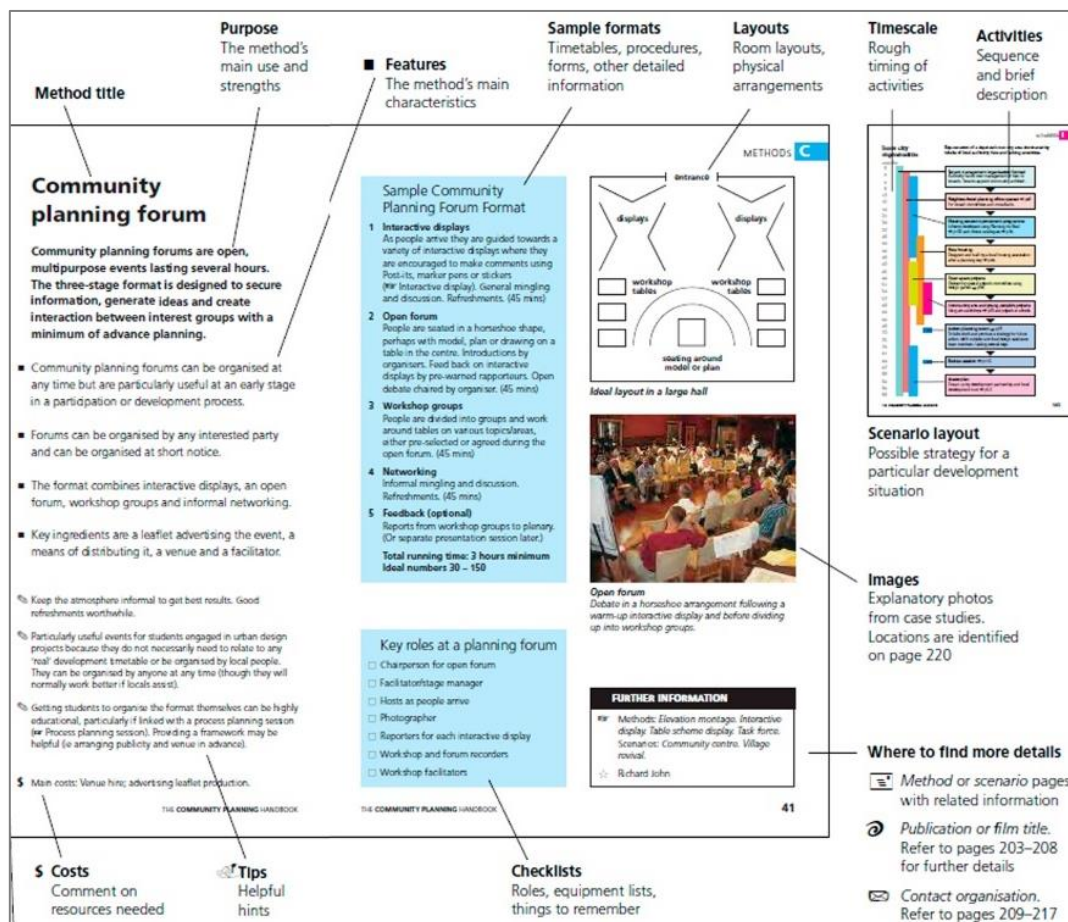 Purpose
The method's
main use and
strengths
Method title
■ Features
The method's main
characteristics
Sample formats
Timetables, procedures,
forms, other detailed
information
Layouts
Room layouts,
physical
arrangements
Timescale
Rough
timing of
activities
Activities
Sequence
and brief
description
METHODS C
Community
planning forum
Community planning forums are open,
multipurpose events lasting several hours.
The three-stage format is designed to secure
information, generate ideas and create
interaction between interest groups with a
minimum of advance planning.
■ Community planning forums can be organised at
any time but are particularly useful at an early stage
in a participation or development process.
■ Forums can be organised by any interested party
and can be organised at short notice.
■ The format combines interactive displays, an open
forum, workshop groups and informal networking.
■ Key ingredients are a leaflet advertising the event, a
means of distributing it, a venue and a facilitator.
✎ Keep the atmosphere informal to get best results. Good
refreshments worthwhile.
✎ Particularly useful events for students engaged in urban design
projects because they do not necessarily need to relate to any
'real' development timetable or be organised by local people.
They can be organised by anyone at any time (though they will
normally work better if locals assist).
✎ Getting students to organise the format themselves can be highly
educational, particularly if linked with a process planning session
(☞ Process planning session). Providing a framework may be
helpful (ie arranging publicity and venue in advance).
$ Main costs: Venue hire; advertising leaflet production.
THE COMMUNITY PLANNING HANDBOOK
Sample Community
Planning Forum Format
1 Interactive displays
As people arrive they are guided towards a
variety of interactive displays where they
are encouraged to make comments using
Post-its, marker pens or stickers
(☞ Interactive display). General mingling
and discussion. Refreshments. (45 mins)
2 Open forum
People are seated in a horseshoe shape,
perhaps with model, plan or drawing on a
table in the centre. Introductions by
organisers. Feed back on interactive
displays by pre-warned rapporteurs. Open
debate chaired by organiser. (45 mins)
3 Workshop groups
People are divided into groups and work
around tables on various topics/areas,
either pre-selected or agreed during the
open forum. (45 mins)
4 Networking
Informal mingling and discussion.
Refreshments. (45 mins)
5 Feedback (optional)
Reports from workshop groups to plenary.
(Or separate presentation session later.)
Total running time: 3 hours minimum
Ideal numbers 30 – 150
Key roles at a planning forum
□ Chairperson for open forum
□ Facilitator/stage manager
□ Hosts as people arrive
□ Photographer
□ Reporters for each interactive display
□ Workshop and forum recorders
□ Workshop facilitators
THE COMMUNITY PLANNING HANDBOOK
entrance
displays displays
workshop workshop
tables tables
seating around
model or plan
Ideal layout in a large hall
Open forum
Debate in a horseshoe arrangement following a
warm-up interactive display and before dividing
up into workshop groups.
FURTHER INFORMATION
☞ Methods: Elevation montage. Interactive
display. Table scheme display. Task force.
Scenarios: Community centre. Village
revival.
☆ Richard John
41
Scenario layout
Possible strategy for a
particular development
situation
Images
Explanatory photos
from case studies.
Locations are identified
on page 220
Where to find more details
Method or scenario pages
with related information
Publication or film title.
Refer to pages 203–208
for further details
Contact organisation.
Refer to pages 209–217
$ Costs
Comment on
resources needed
Tips
Helpful
hints
Checklists
Roles, equipment lists,
things to remember